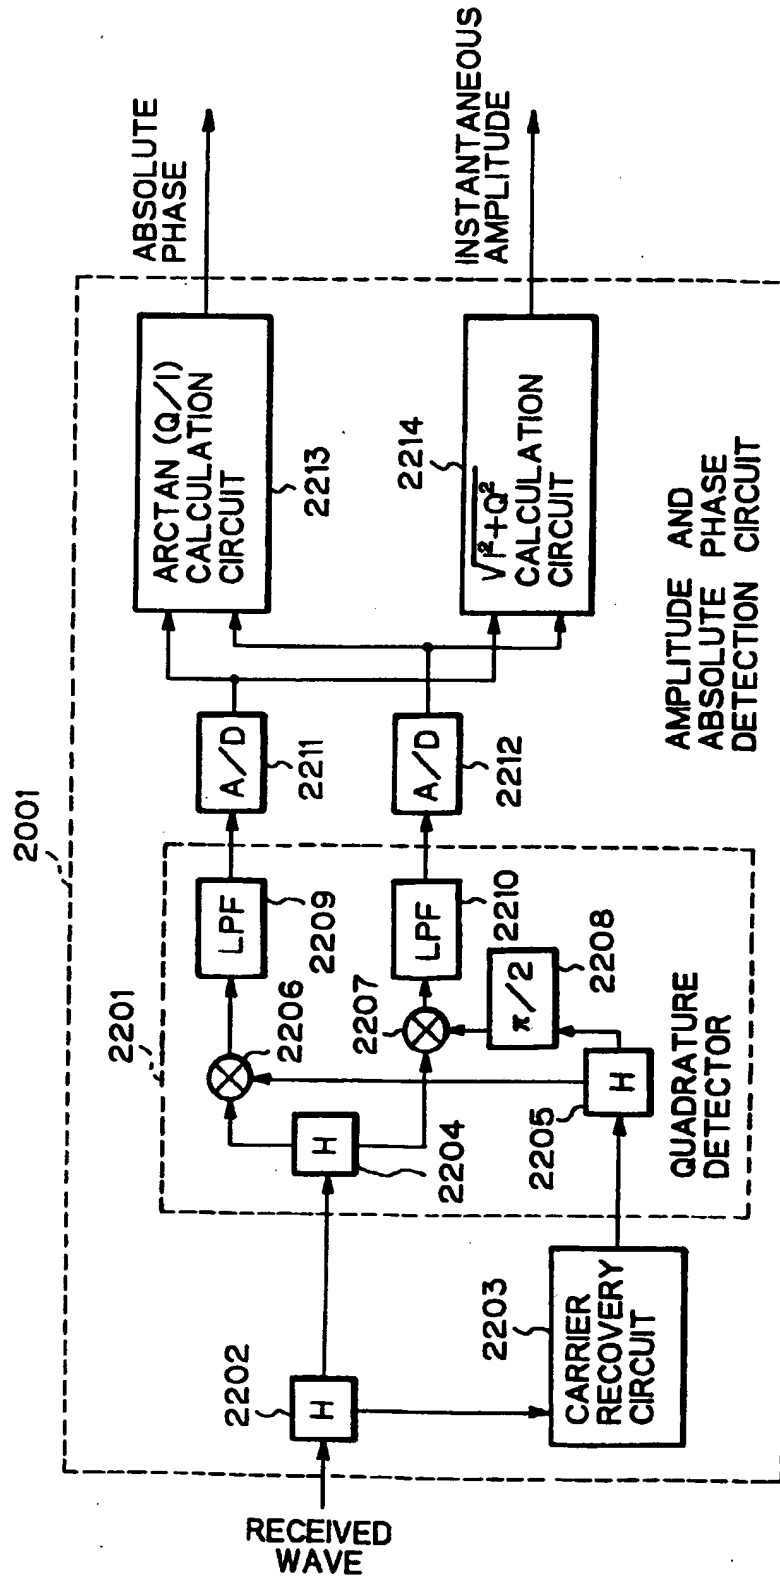 2001
2201
RECEIVED
WAVE
H
2202
CARRIER
RECOVERY
CIRCUIT
2203
H
2204
H
2205
2206
2207
π/2
2208
LPF
2209
LPF
2210
QUADRATURE
DETECTOR
A/D
2211
A/D
2212
ARCTAN (Q/I)
CALCULATION
CIRCUIT
2213
√I²+Q²
CALCULATION
CIRCUIT
2214
ABSOLUTE
PHASE
INSTANTANEOUS
AMPLITUDE
AMPLITUDE AND
ABSOLUTE PHASE
DETECTION CIRCUIT